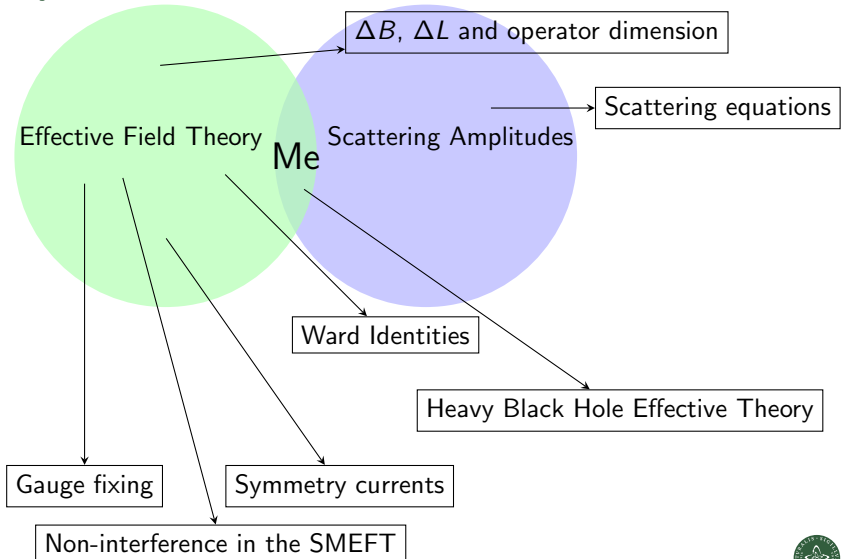 ΔB, ΔL and operator dimension
Scattering equations
Effective Field Theory
Me
Scattering Amplitudes
Ward Identities
Heavy Black Hole Effective Theory
Gauge fixing
Symmetry currents
Non-interference in the SMEFT